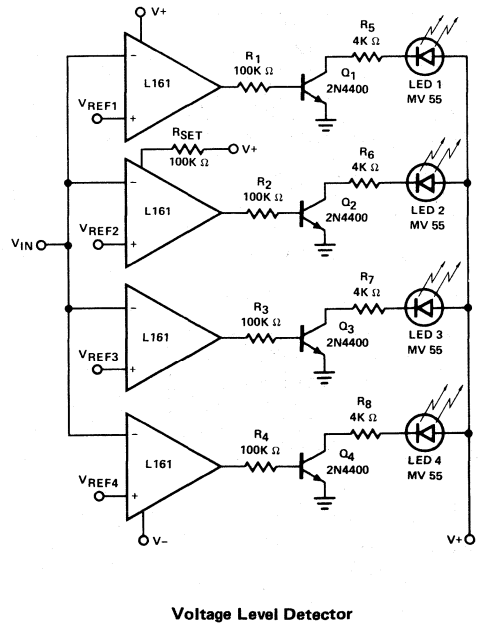 V+
R5
4K Ω
R1
100K Ω
L161
−
+
VREF1
Q1
2N4400
LED 1
MV 55
RSET
100K Ω
V+
R6
4K Ω
R2
100K Ω
L161
−
+
VREF2
Q2
2N4400
LED 2
MV 55
VIN
R7
4K Ω
R3
100K Ω
L161
−
+
VREF3
Q3
2N4400
LED 3
MV 55
R8
4K Ω
R4
100K Ω
L161
−
+
VREF4
Q4
2N4400
LED 4
MV 55
V−
V+
Voltage Level Detector